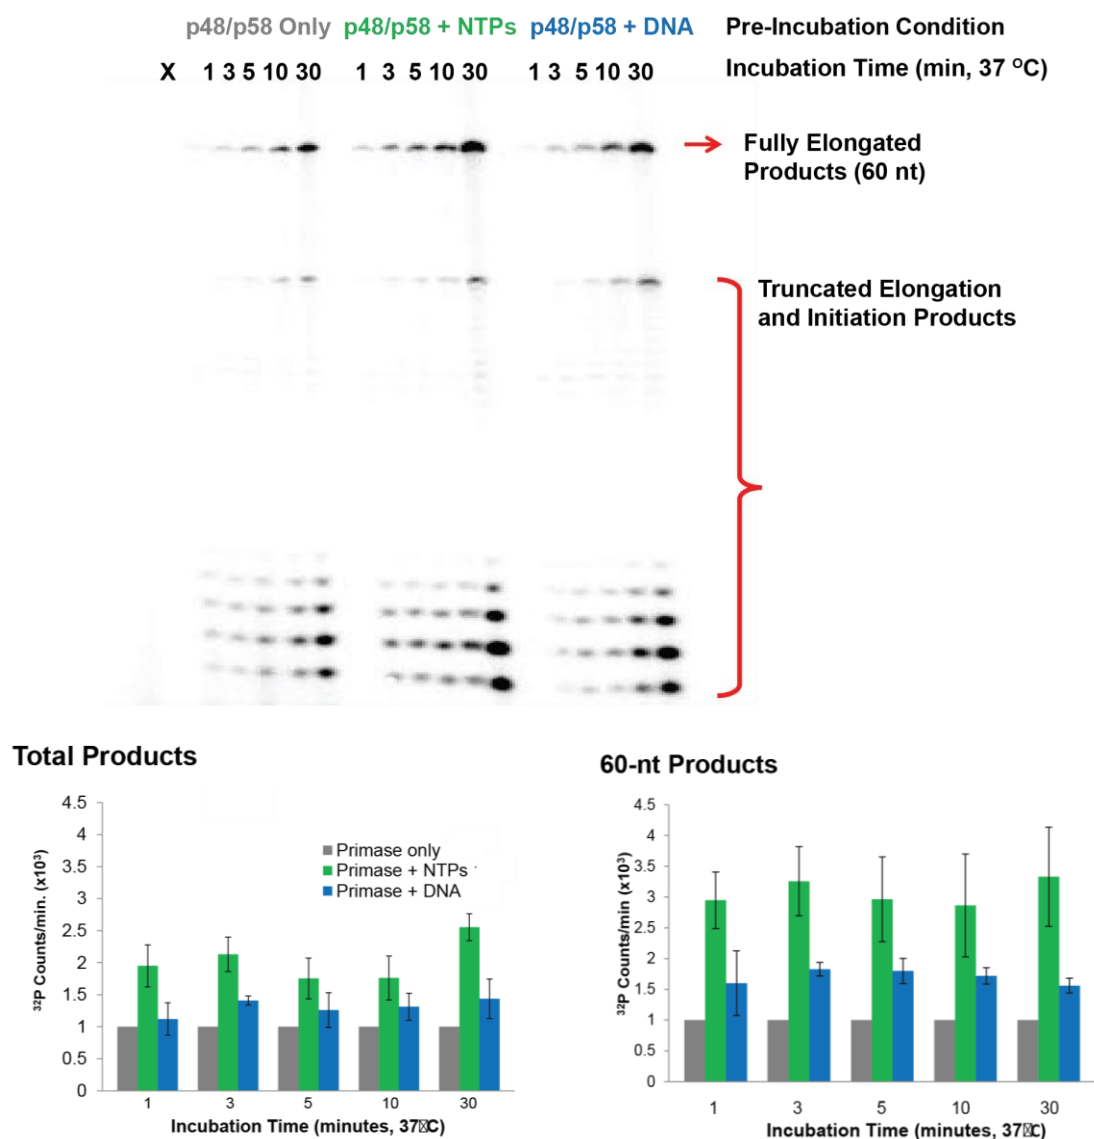 p48/p58 Only p48/p58 + NTPs p48/p58 + DNA Pre-Incubation Condition
X 1 3 5 10 30 1 3 5 10 30 1 3 5 10 30 Incubation Time (min, 37 °C)
Fully Elongated
Products (60 nt)
Truncated Elongation
and Initiation Products
Total Products
³²P Counts/min. (x10³)
4.5
4
3.5
3
2.5
2
1.5
1
0.5
0
Primase only
Primase + NTPs
Primase + DNA
1 3 5 10 30
Incubation Time (minutes, 37☒C)
60-nt Products
³²P Counts/min (x10³)
4.5
4
3.5
3
2.5
2
1.5
1
0.5
0
1 3 5 10 30
Incubation Time (minutes, 37☒C)